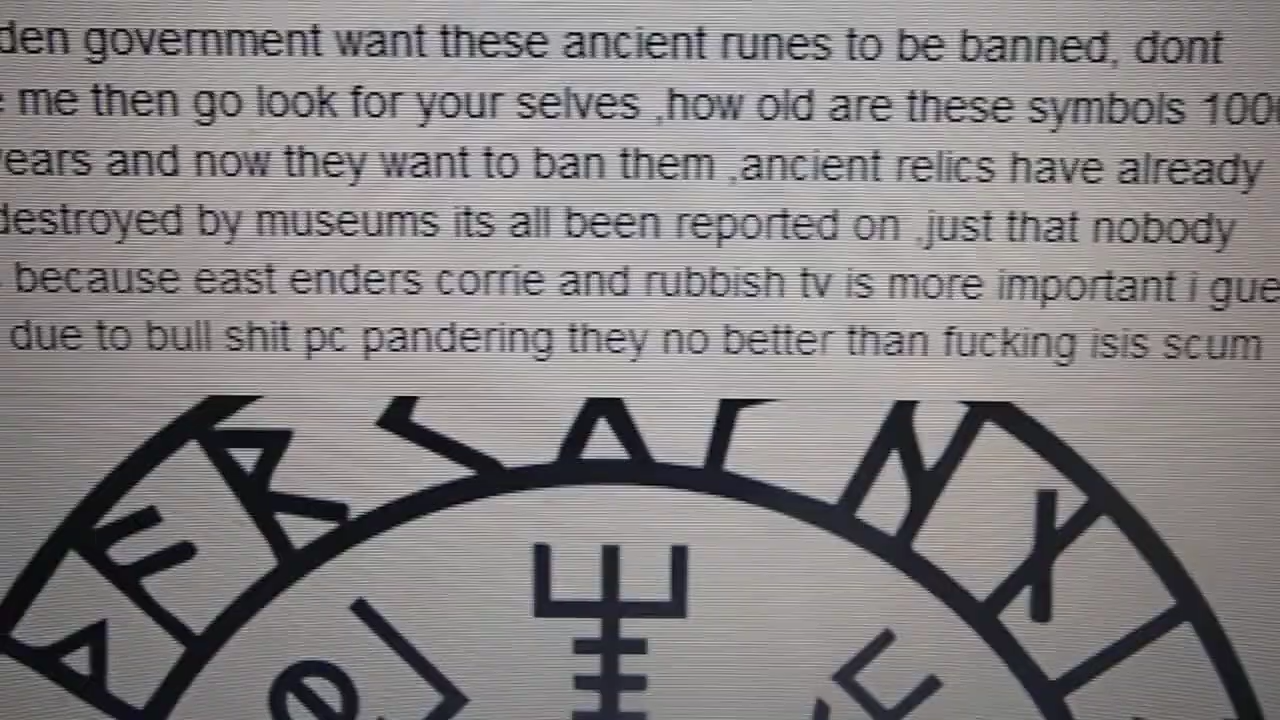 den government want these ancient runes to be banned, dont
me then go look for your selves ,how old are these symbols 100
ears and now they want to ban them ,ancient relics have already
destroyed by museums its all been reported on ,just that nobody
because east enders corrie and rubbish tv is more important i gue
due to bull shit pc pandering they no better than fucking isis scum